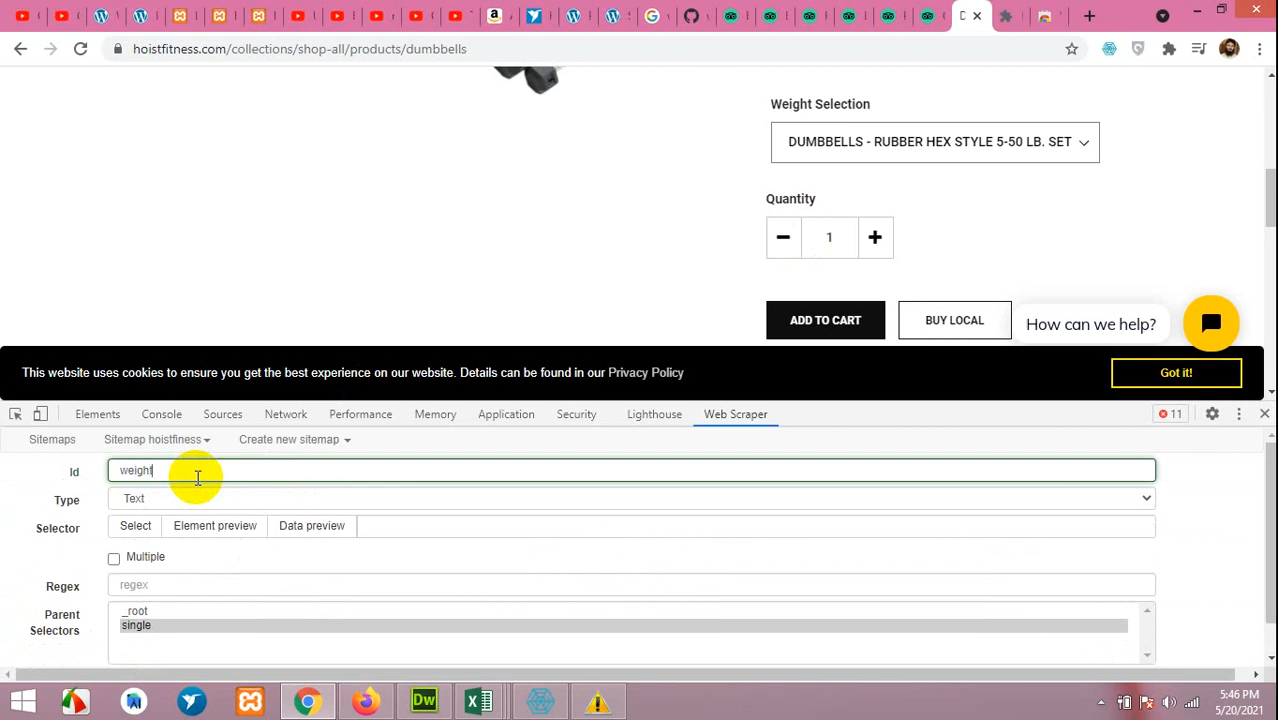 hoistfitness.com/collections/shop-all/products/dumbbells
Weight Selection
DUMBBELLS - RUBBER HEX STYLE 5-50 LB. SET
Quantity
1
ADD TO CART
BUY LOCAL
How can we help?
This website uses cookies to ensure you get the best experience on our website. Details can be found in our Privacy Policy
Got it!
Elements
Console
Sources
Network
Performance
Memory
Application
Security
Lighthouse
Web Scraper
11
Sitemaps
Sitemap hoistfiness
Create new sitemap
Id
weight
Type
Text
Selector
Select
Element preview
Data preview
Multiple
Regex
regex
Parent Selectors
_root
single
Dw
5:46 PM
5/20/2021